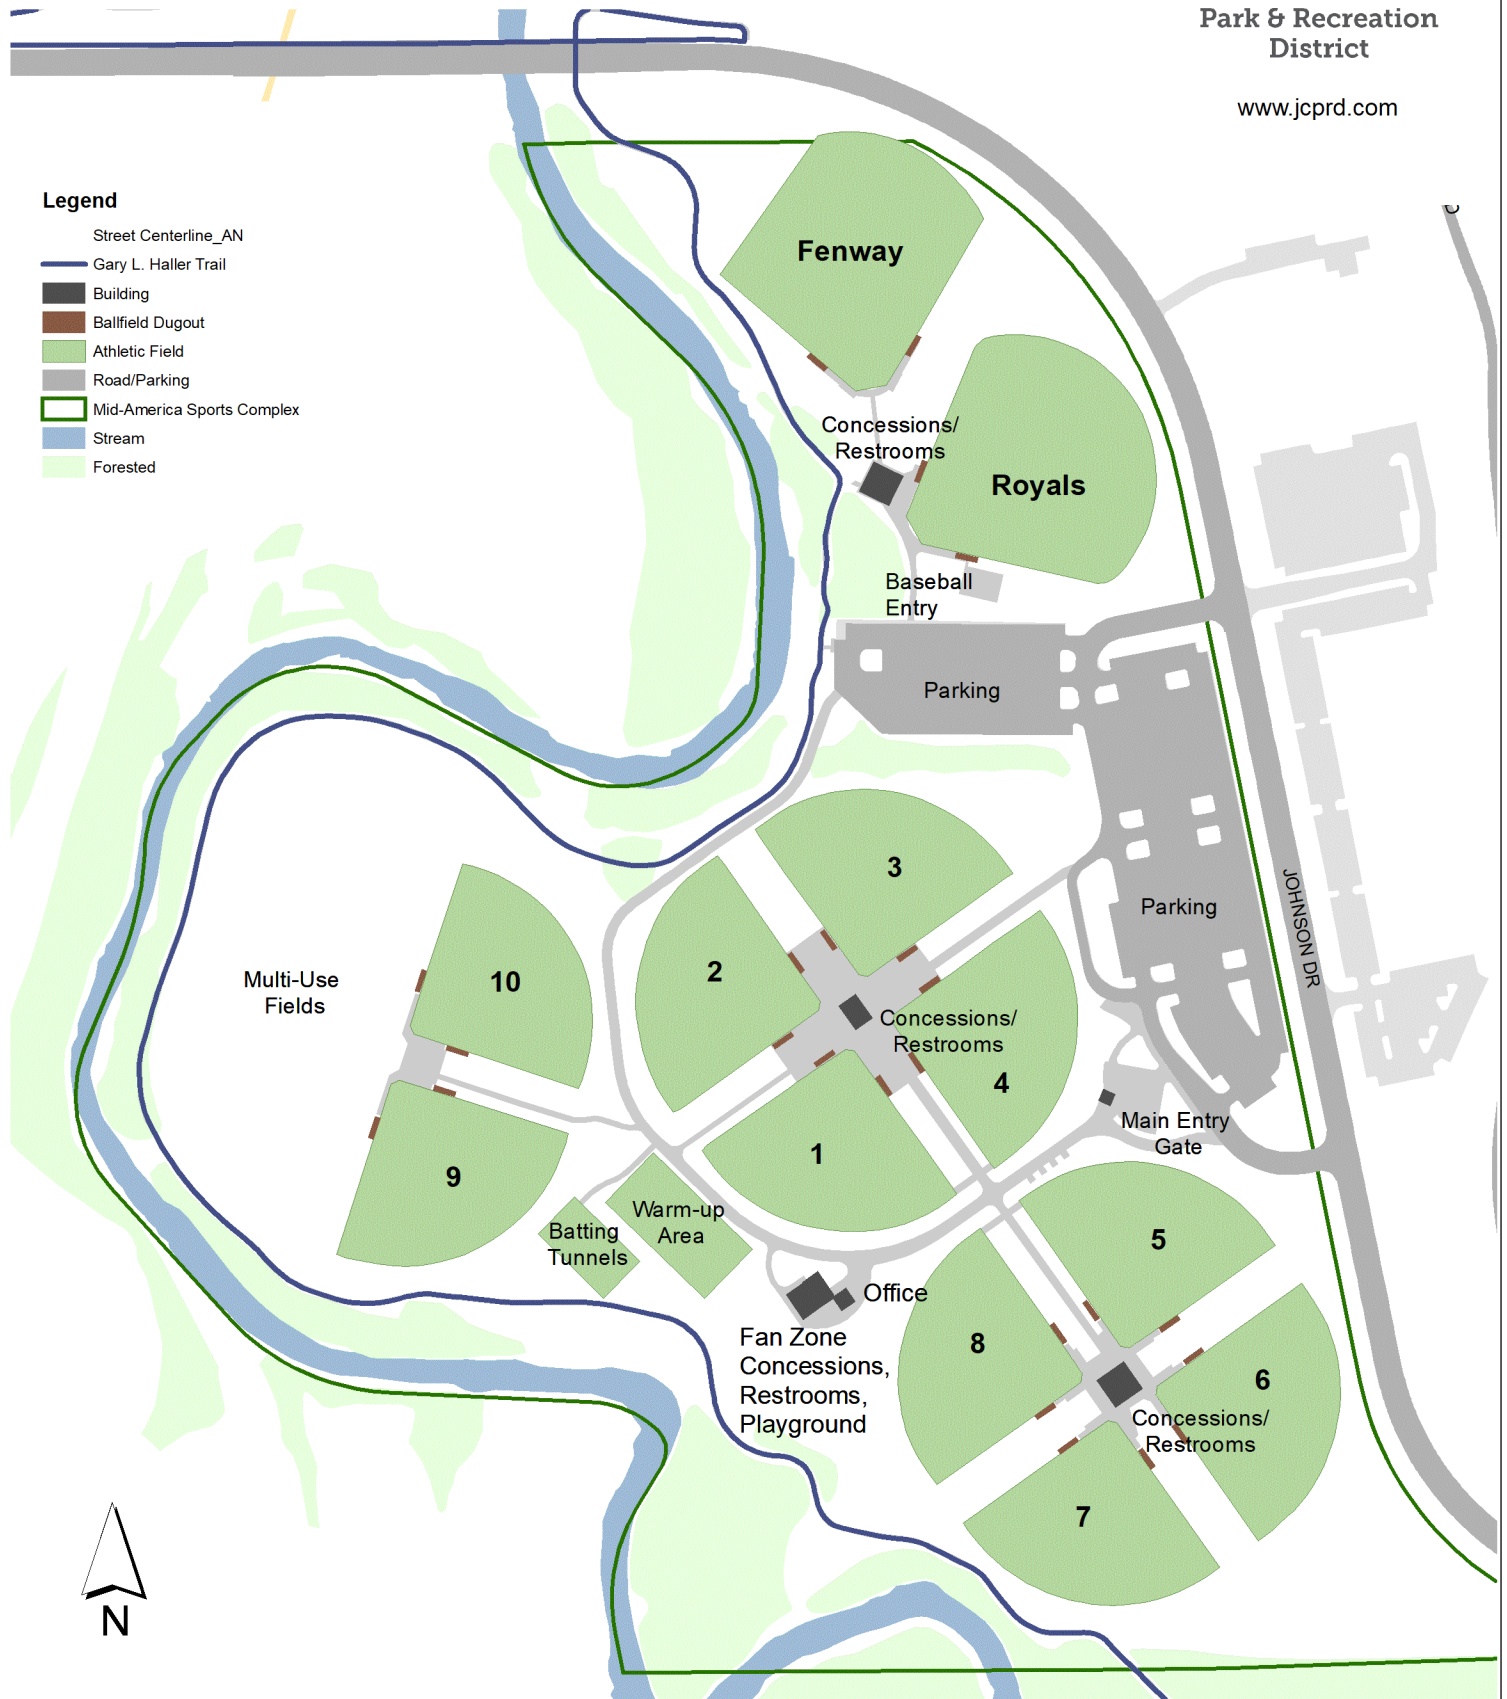 Park & Recreation
District
www.jcprd.com
Legend
Street Centerline_AN
Gary L. Haller Trail
Building
Ballfield Dugout
Athletic Field
Road/Parking
Mid-America Sports Complex
Stream
Forested
Fenway
Concessions/
Restrooms
Royals
Baseball
Entry
Parking
Parking
JOHNSON DR
3
2
10
Multi-Use
Fields
Concessions/
Restrooms
4
Main Entry
Gate
1
9
Warm-up
Area
Batting
Tunnels
5
Office
8
6
Fan Zone
Concessions,
Restrooms,
Playground
Concessions/
Restrooms
7
N